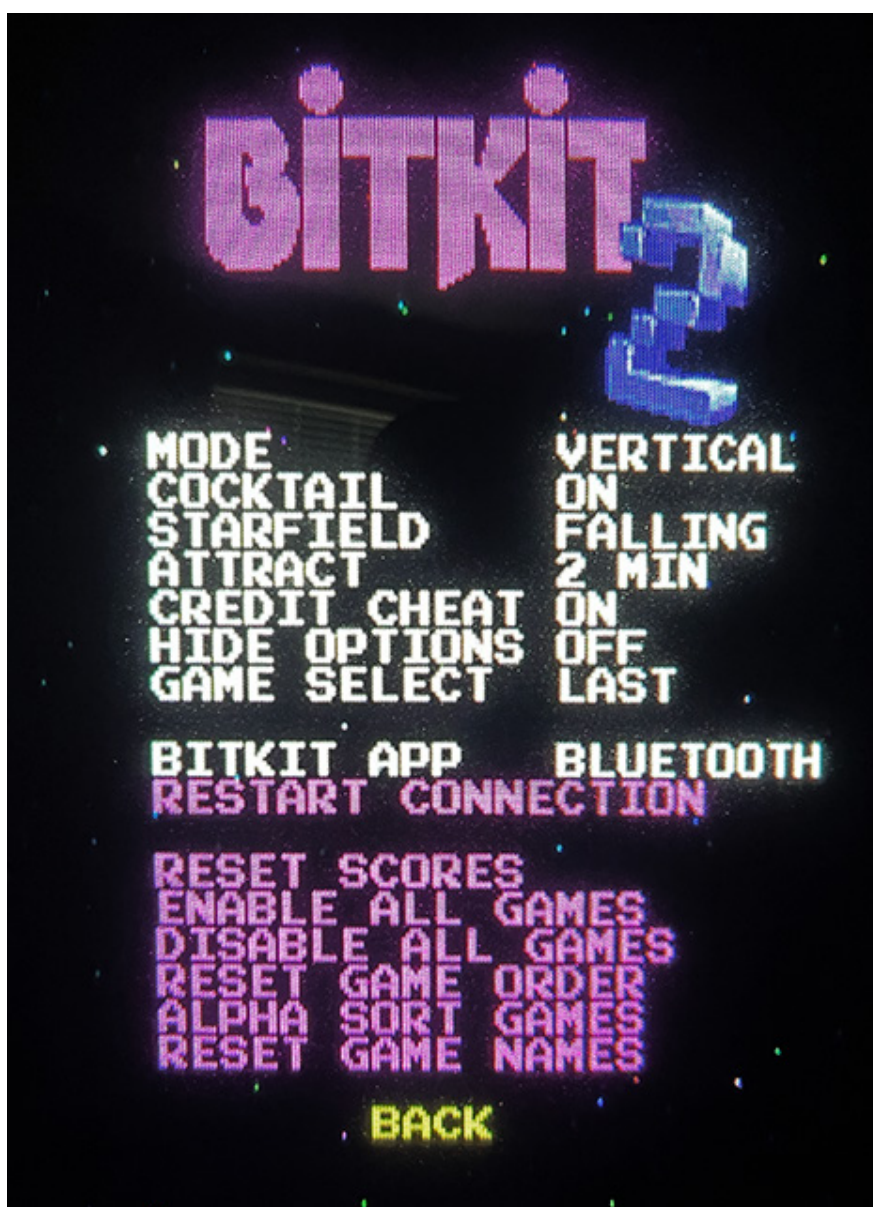 BiTKiT
2
MODE VERTICAL
COCKTAIL ON
STARFIELD FALLING
ATTRACT 2 MIN
CREDIT CHEAT ON
HIDE OPTIONS OFF
GAME SELECT LAST
BITKIT APP BLUETOOTH
RESTART CONNECTION
RESET SCORES
ENABLE ALL GAMES
DISABLE ALL GAMES
RESET GAME ORDER
ALPHA SORT GAMES
RESET GAME NAMES
BACK